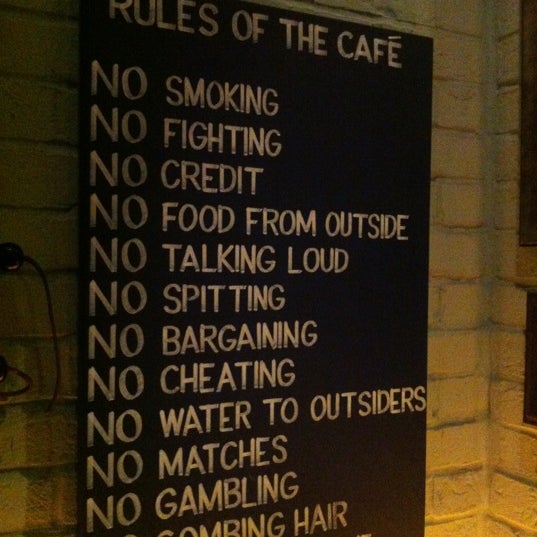 RULES OF THE CAFÉ
NO SMOKING
NO FIGHTING
NO CREDIT
NO FOOD FROM OUTSIDE
NO TALKING LOUD
NO SPITTING
NO BARGAINING
NO CHEATING
NO WATER TO OUTSIDERS
NO MATCHES
NO GAMBLING
NO COMBING HAIR